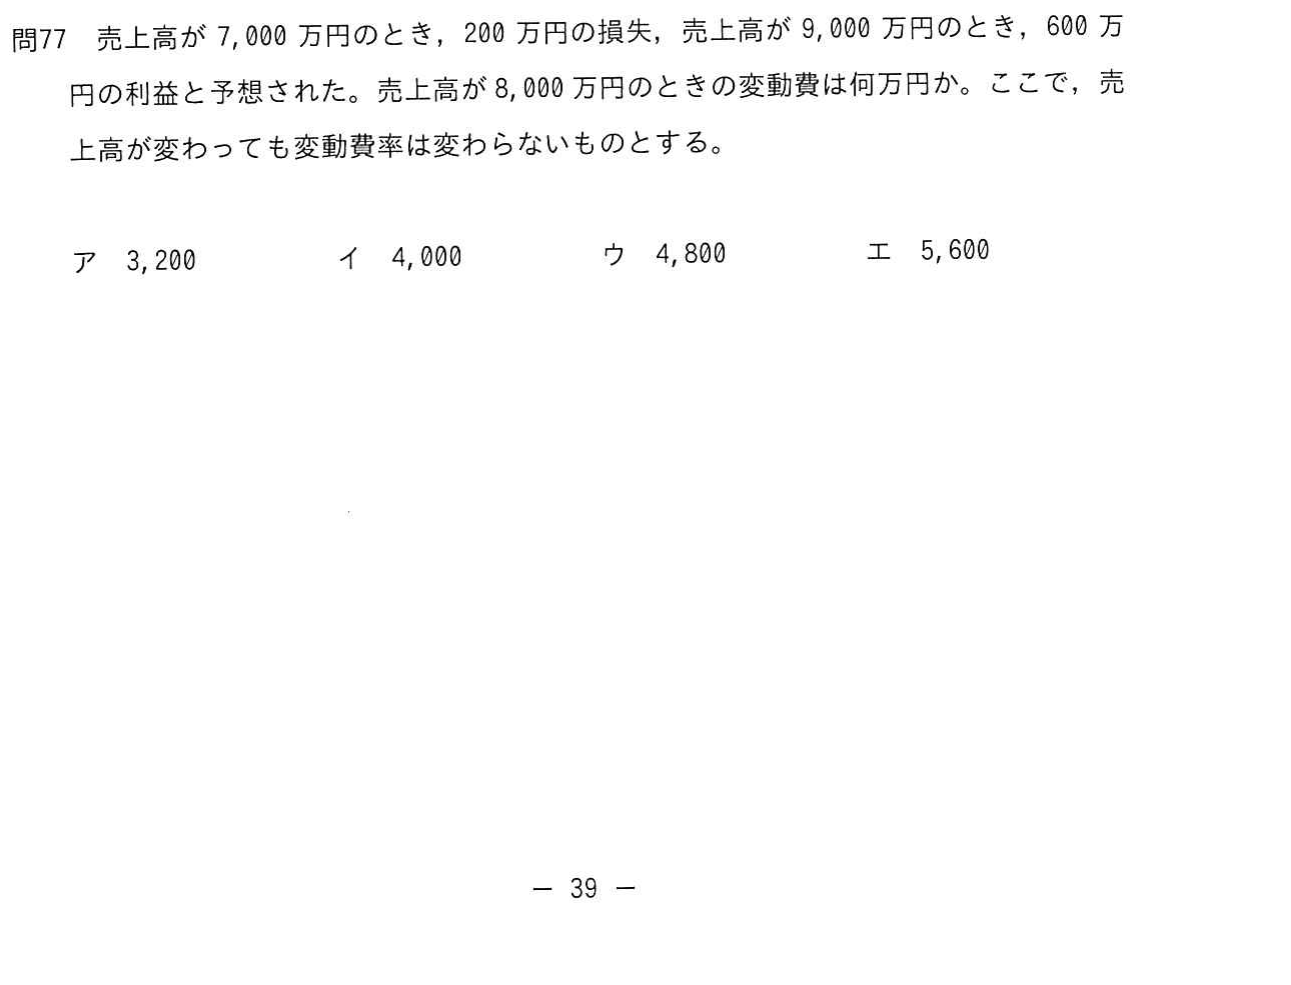 問77 売上高が 7,000 万円のとき，200 万円の損失，売上高が 9,000 万円のとき，600 万
円の利益と予想された。売上高が 8,000 万円のときの変動費は何万円か。ここで，売
上高が変わっても変動費率は変わらないものとする。
ア 3,200 イ 4,000 ウ 4,800 エ 5,600
－ 39 －